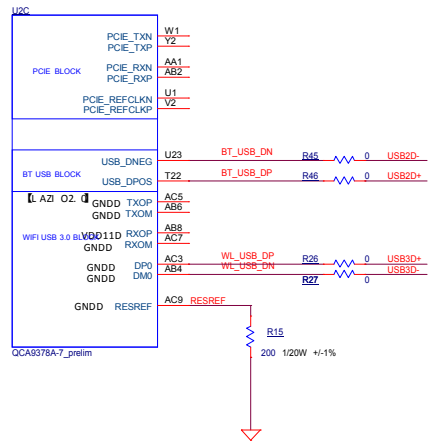 U2C
PCIE_TXN W1
PCIE_TXP Y2
PCIE BLOCK
PCIE_RXN AA1
PCIE_RXP AB2
PCIE_REFCLKN U1
PCIE_REFCLKP V2
USB_DNEG U23 BT_USB_DN R45 0 USB2D-
BT USB BLOCK
USB_DPOS T22 BT_USB_DP R46 0 USB2D+
GNDD TXOP AC5
GNDD TXOM AB6
WIFI USB 3.0 BLOCK
VDD11D RXOP AB8
GNDD RXOM AC7
GNDD DP0 AC3 WL_USB_DP R26 0 USB3D+
GNDD DM0 AB4 WL_USB_DN R27 0 USB3D-
GNDD RESREF AC9 RESREF
R15
200 1/20W +/-1%
QCA9378A-7_prelim